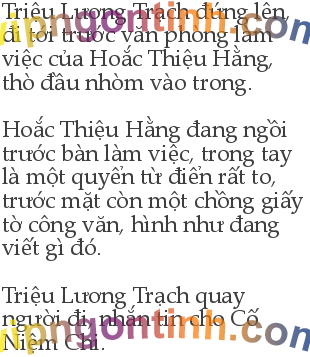 Triệu Lương Trạch đứng lên,
đi tới trước văn phòng làm
việc của Hoắc Thiệu Hằng,
thò đầu nhòm vào trong.
Hoắc Thiệu Hằng đang ngồi
trước bàn làm việc, trong tay
là một quyển từ điển rất to,
trước mặt còn một chồng giấy
tờ công văn, hình như đang
viết gì đó.
Triệu Lương Trạch quay
người đi, nhắn tin cho Cố
Niệm Chi.